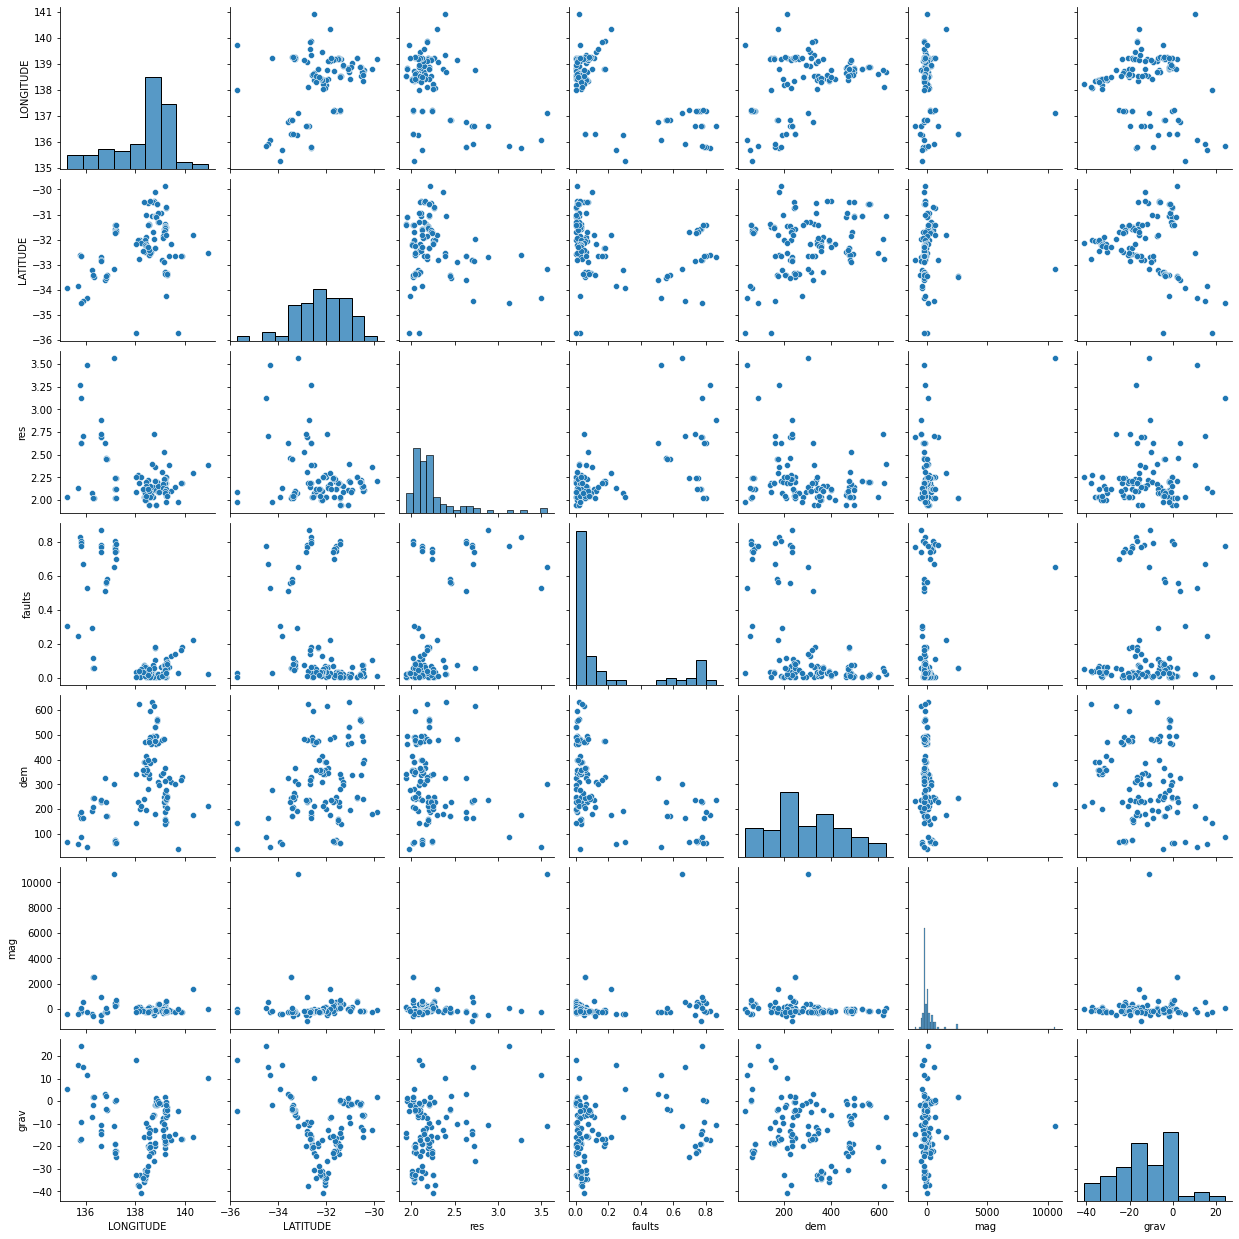 141
140
139
138
137
136
135
LONGITUDE
−30
−31
−32
−33
−34
−35
−36
LATITUDE
3.50
3.25
3.00
2.75
2.50
2.25
2.00
res
0.8
0.6
0.4
0.2
0.0
faults
600
500
400
300
200
100
dem
10000
8000
6000
4000
2000
0
mag
20
10
0
−10
−20
−30
−40
grav
136 138 140
LONGITUDE
−36 −34 −32 −30
LATITUDE
2.0 2.5 3.0 3.5
res
0.0 0.2 0.4 0.6 0.8
faults
200 400 600
dem
0 5000 10000
mag
−40 −20 0 20
grav